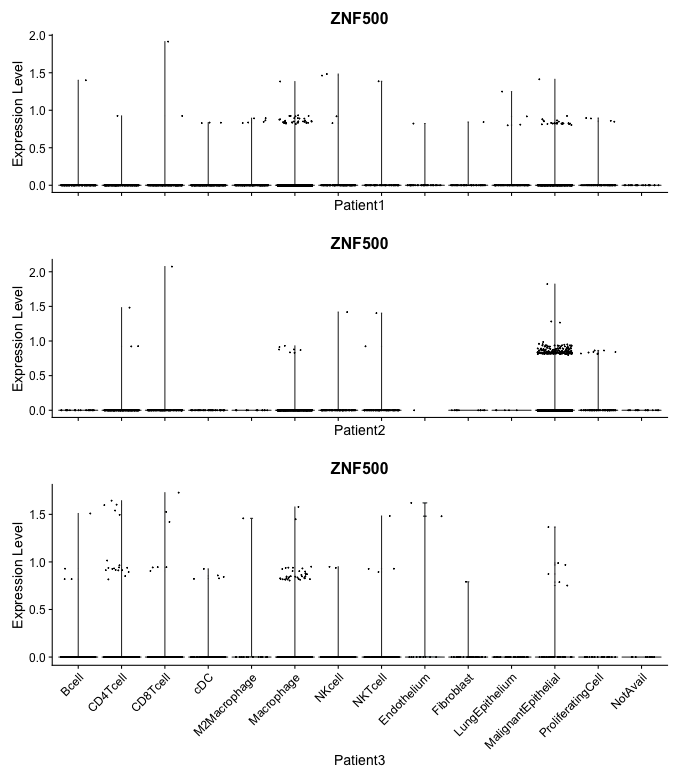 ZNF500
Expression Level
2.0
1.5
1.0
0.5
0.0
Patient1
ZNF500
Expression Level
2.0
1.5
1.0
0.5
0.0
Patient2
ZNF500
Expression Level
1.5
1.0
0.5
0.0
Bcell
CD4Tcell
CD8Tcell
cDC
M2Macrophage
Macrophage
NKcell
NKTcell
Endothelium
Fibroblast
LungEpithelium
MalignantEpithelial
ProliferatingCell
NotAvail
Patient3